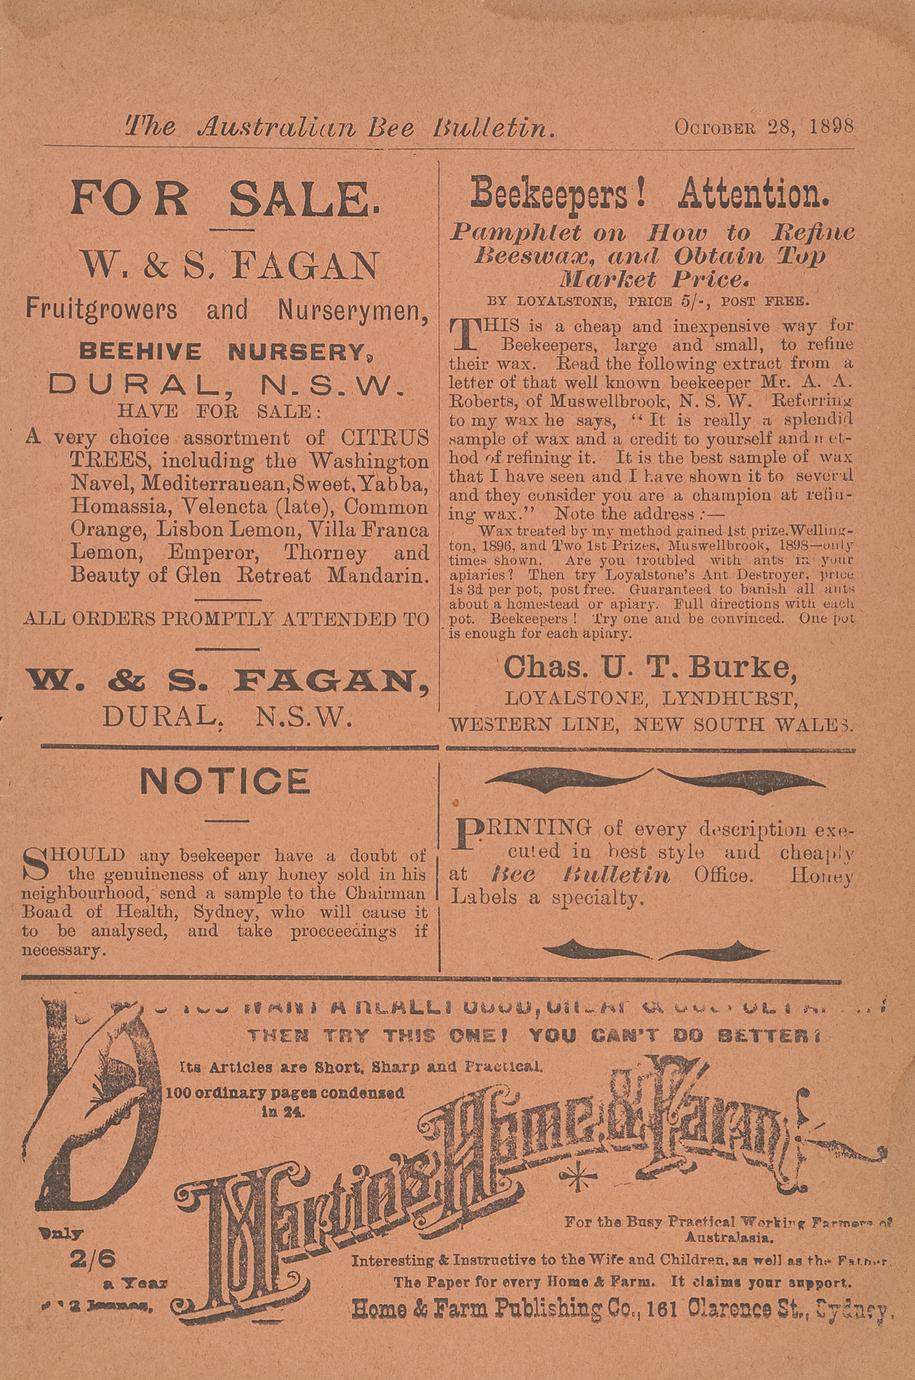 The Australian Bee Bulletin. OCTOBER 28, 1898
FOR SALE.
W. & S. FAGAN
Fruitgrowers and Nurserymen,
BEEHIVE NURSERY,
DURAL, N.S.W.
HAVE FOR SALE:
A very choice assortment of CITRUS
TREES, including the Washington
Navel, Mediterranean, Sweet, Yabba,
Homassia, Velencta (late), Common
Orange, Lisbon Lemon, Villa Franca
Lemon, Emperor, Thorney and
Beauty of Glen Retreat Mandarin.
ALL ORDERS PROMPTLY ATTENDED TO
W. & S. FAGAN,
DURAL, N.S.W.
Beekeepers! Attention.
Pamphlet on How to Refine
Beeswax, and Obtain Top
Market Price.
BY LOYALSTONE, PRICE 5/-, POST FREE.
THIS is a cheap and inexpensive way for
Beekeepers, large and small, to refine
their wax. Read the following extract from a
letter of that well known beekeeper Mr. A. A.
Roberts, of Muswellbrook, N. S. W. Referring
to my wax he says, “It is really a splendid
sample of wax and a credit to yourself and met-
hod of refining it. It is the best sample of wax
that I have seen and I have shown it to several
and they consider you are a champion at refin-
ing wax.” Note the address :—
Wax treated by my method gained 1st prize. Welling-
ton, 1896, and Two 1st Prizes, Muswellbrook, 1898—only
times shown. Are you troubled with ants in your
apiaries? Then try Loyalstone's Ant Destroyer, price
1s 3d per pot, post free. Guaranteed to banish all ants
about a homestead or apiary. Full directions with each
pot. Beekeepers! Try one and be convinced. One pot
is enough for each apiary.
Chas. U. T. Burke,
LOYALSTONE, LYNDHURST,
WESTERN LINE, NEW SOUTH WALES.
NOTICE
SHOULD any beekeeper have a doubt of
the genuineness of any honey sold in his
neighbourhood, send a sample to the Chairman
Board of Health, Sydney, who will cause it
to be analysed, and take procceedings if
necessary.
PRINTING of every description exe-
cuted in best style and cheaply
at Bee Bulletin Office. Honey
Labels a specialty.
DO YOU WANT A REALLY GOOD, CHEAP &
THEN TRY THIS ONE! YOU CAN'T DO BETTER!
Its Articles are Short, Sharp and Practical.
100 ordinary pages condensed
in 24.
Martin's Home & Farm
Only
2/6
a Year
For the Busy Practical Working Farmers of
Australasia.
Interesting & Instructive to the Wife and Children, as well as the Father.
The Paper for every Home & Farm. It claims your support.
Home & Farm Publishing Co., 161 Clarence St., Sydney.